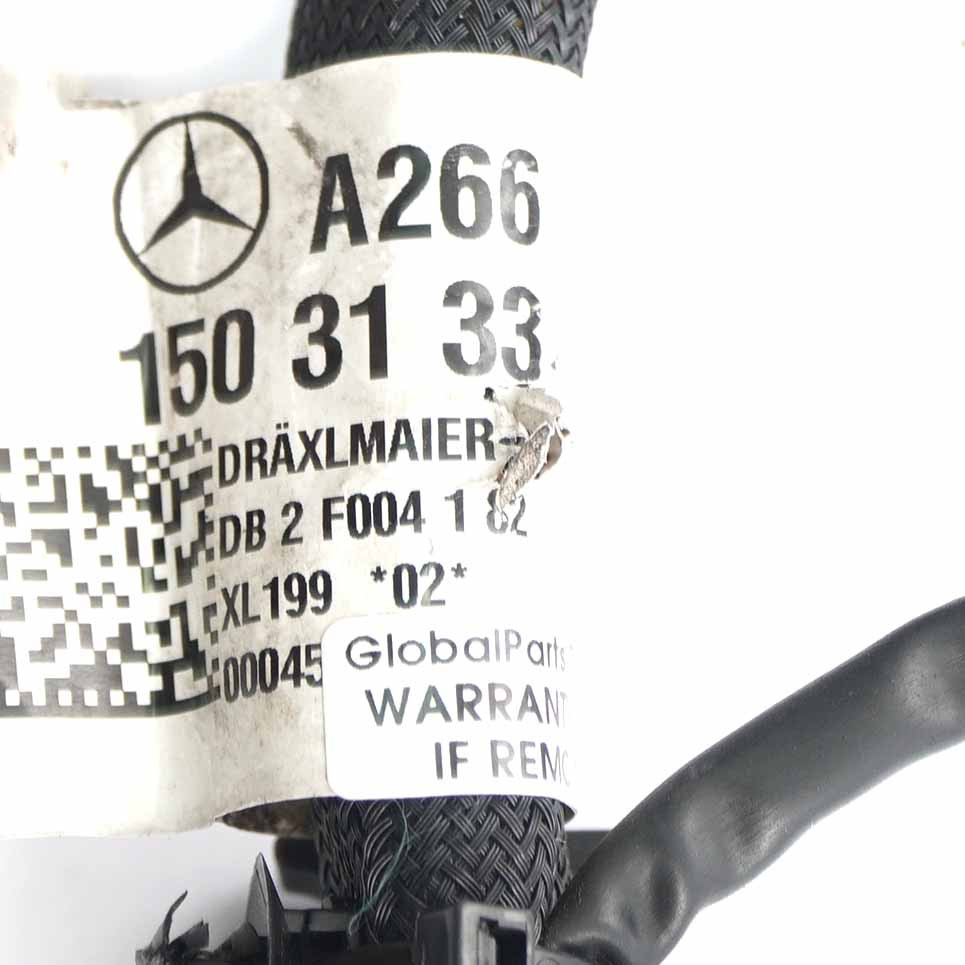 A266
150 31 33
DRÄXLMAIER-
DB 2 F004 1 82
XL199 *02*
00045
GlobalParts
WARRANT
IF REMO